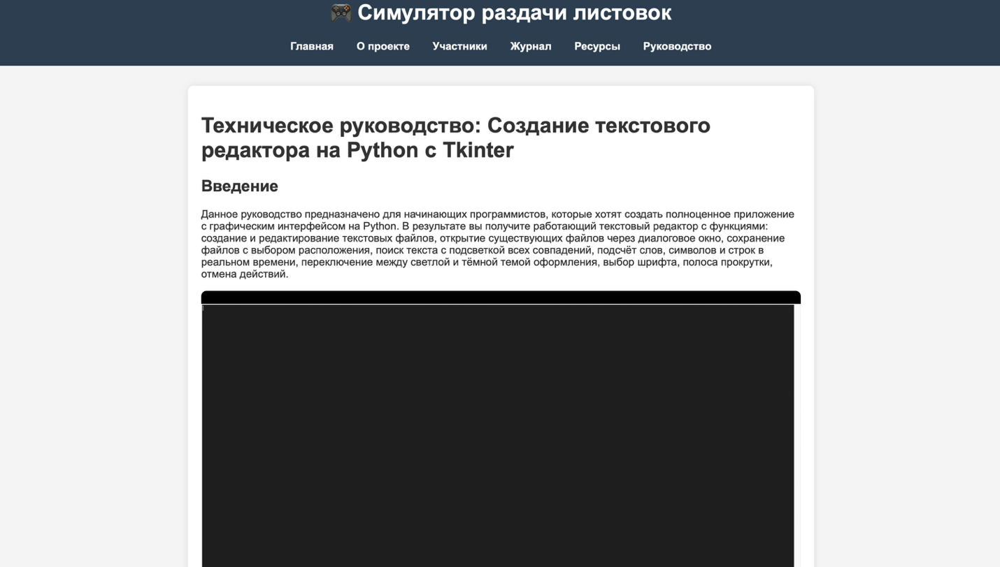 Симулятор раздачи листовок
Главная О проекте Участники Журнал Ресурсы Руководство
Техническое руководство: Создание текстового
редактора на Python с Tkinter
Введение
Данное руководство предназначено для начинающих программистов, которые хотят создать полноценное приложение
с графическим интерфейсом на Python. В результате вы получите работающий текстовый редактор с функциями:
создание и редактирование текстовых файлов, открытие существующих файлов через диалоговое окно, сохранение
файлов с выбором расположения, поиск текста с подсветкой всех совпадений, подсчёт слов, символов и строк в
реальном времени, переключение между светлой и тёмной темой оформления, выбор шрифта, полоса прокрутки,
отмена действий.